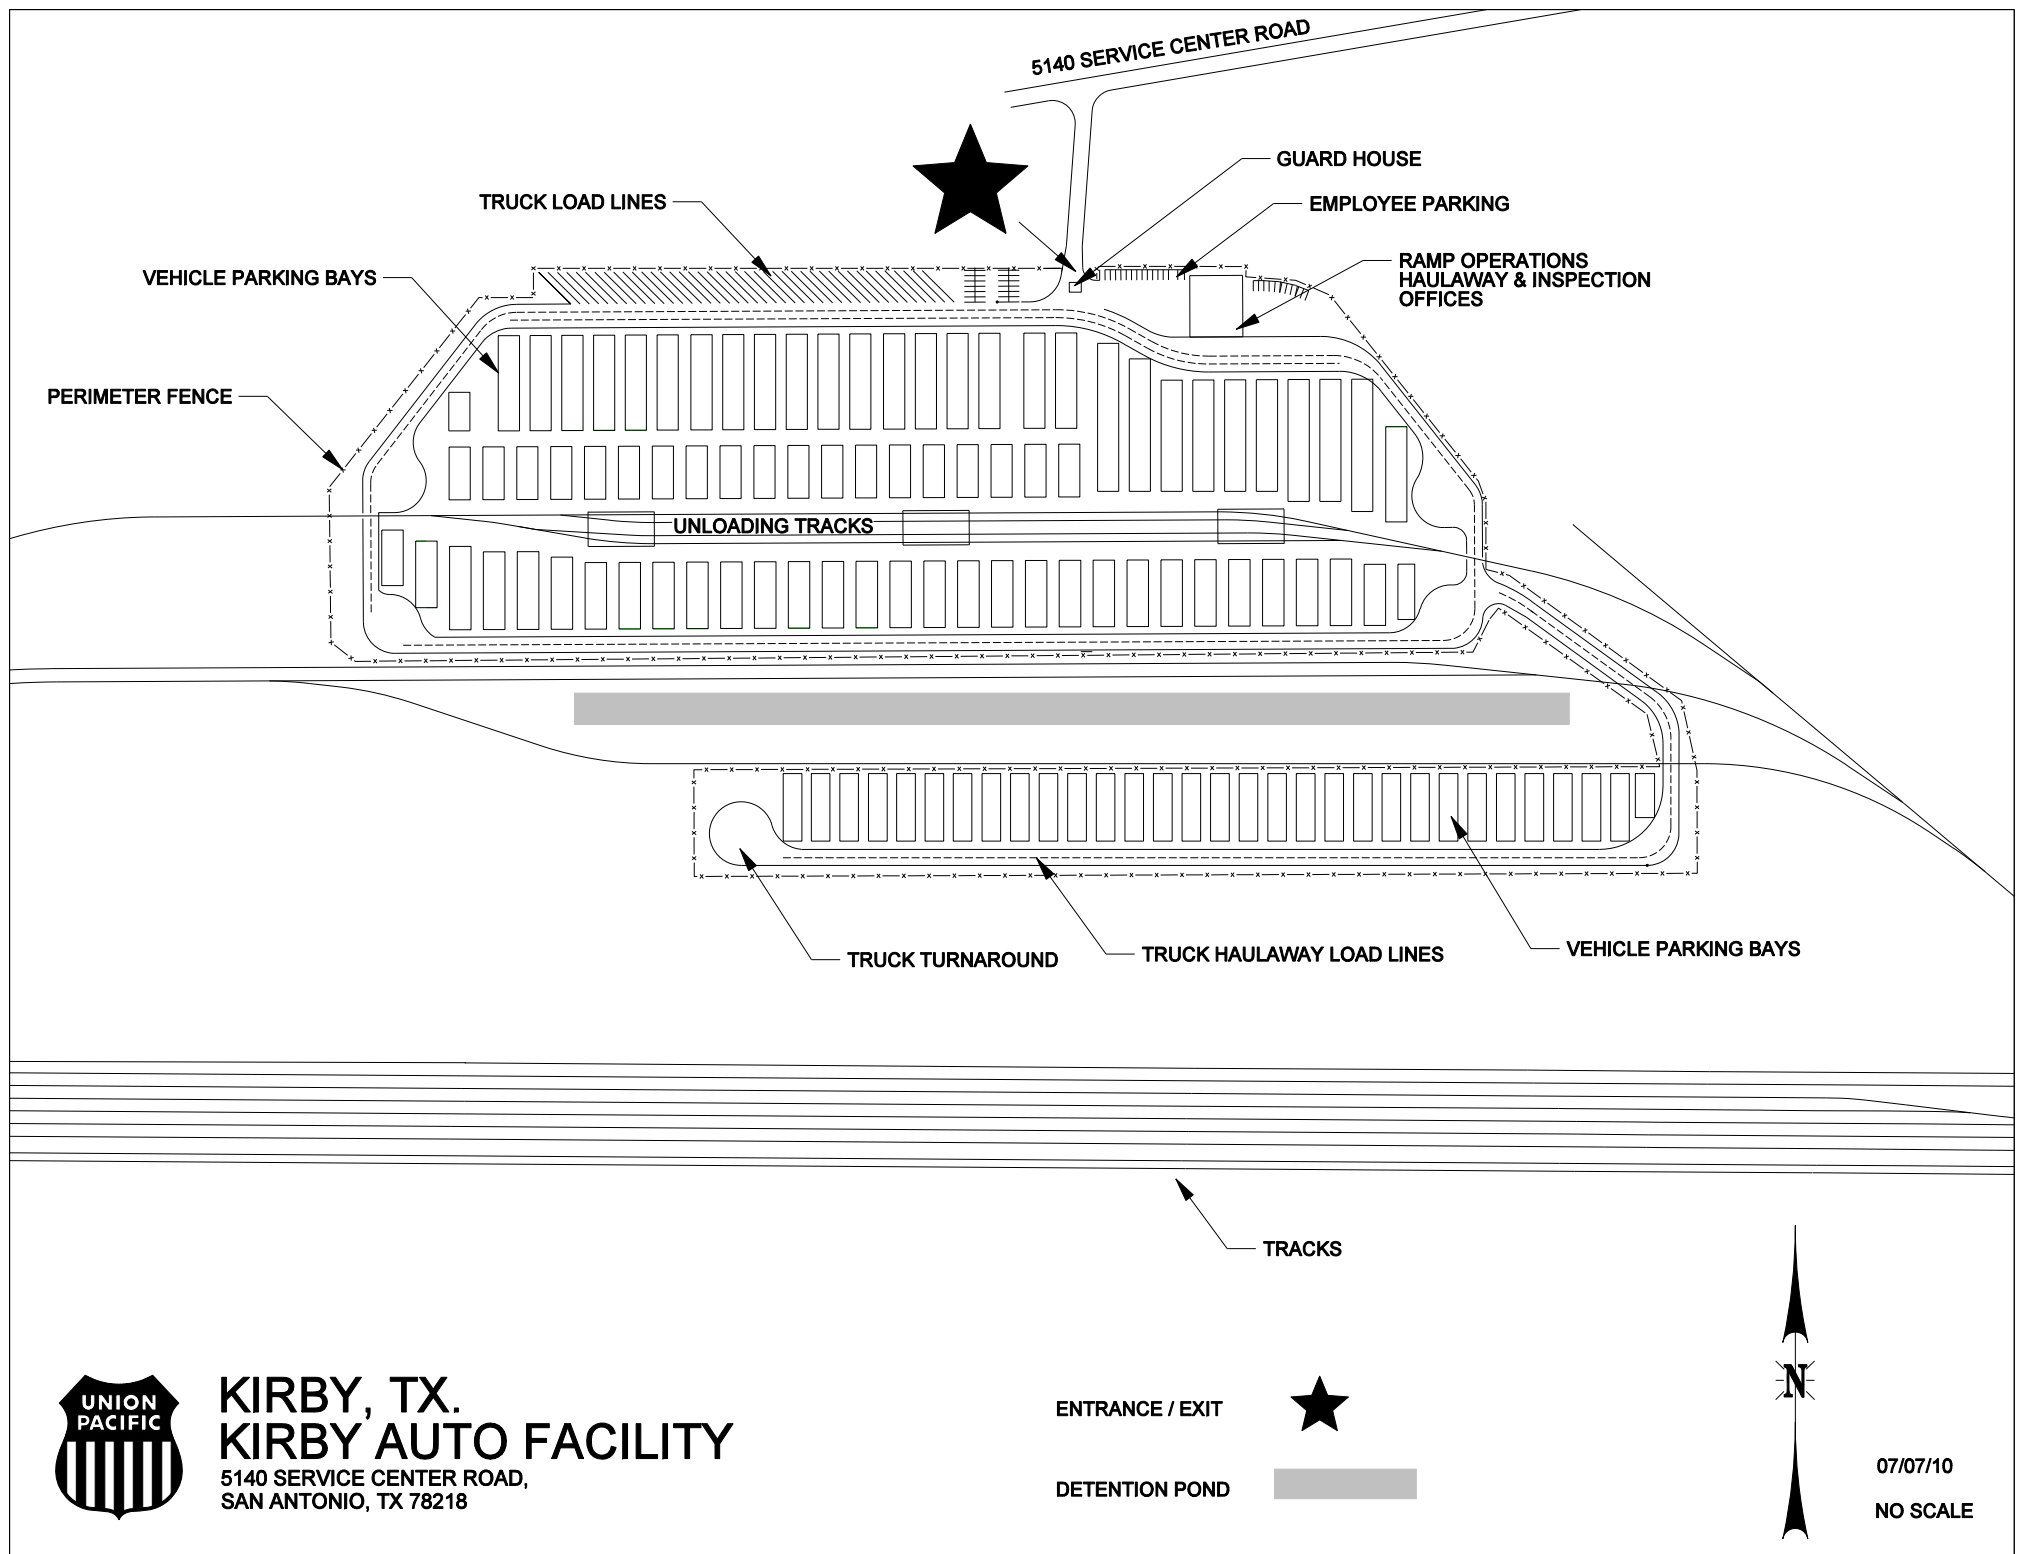 5140 SERVICE CENTER ROAD
GUARD HOUSE
TRUCK LOAD LINES
EMPLOYEE PARKING
VEHICLE PARKING BAYS
RAMP OPERATIONS
HAULAWAY & INSPECTION
OFFICES
PERIMETER FENCE
UNLOADING TRACKS
TRUCK TURNAROUND
TRUCK HAULAWAY LOAD LINES
VEHICLE PARKING BAYS
TRACKS
UNION
PACIFIC
KIRBY, TX.
KIRBY AUTO FACILITY
5140 SERVICE CENTER ROAD,
SAN ANTONIO, TX 78218
ENTRANCE / EXIT
DETENTION POND
N
07/07/10
NO SCALE